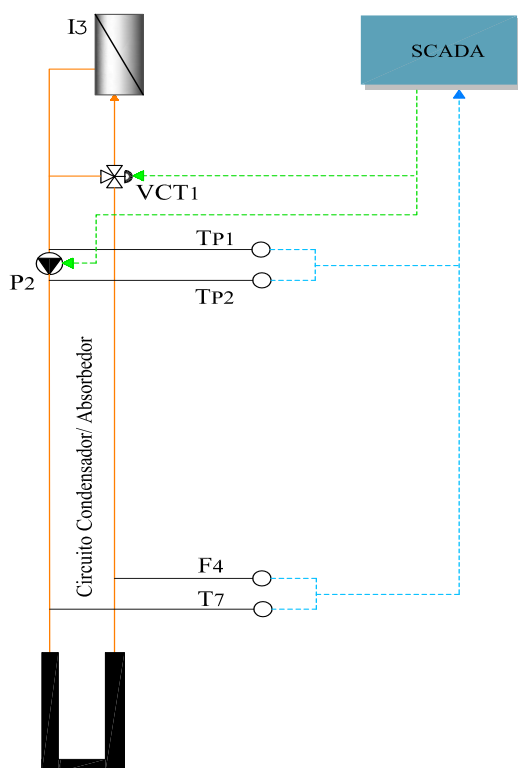 I3
SCADA
VCT1
TP1
P2
TP2
Circuito Condensador/ Absorbedor
F4
T7